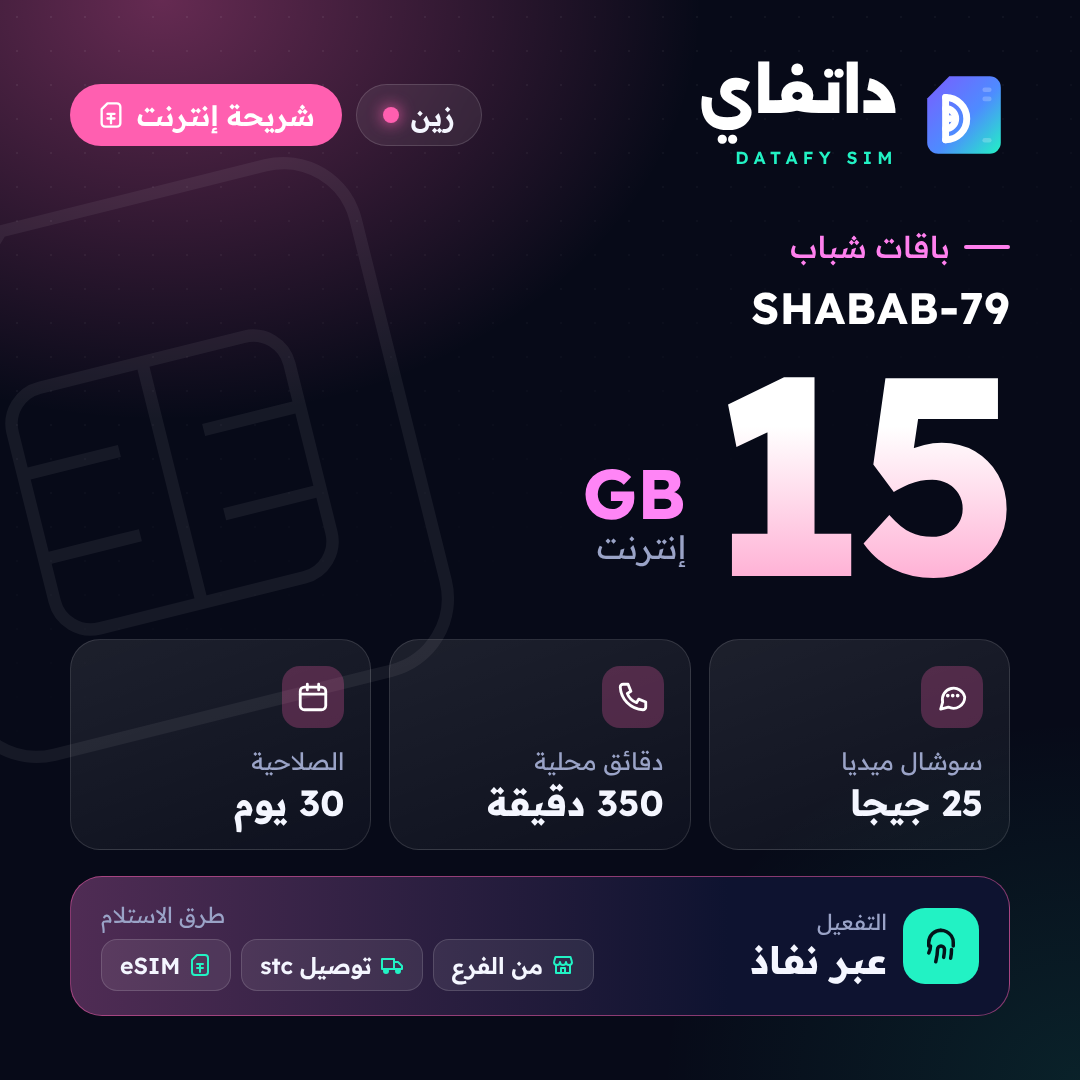 داتفاي
DATAFY SIM
زين
شريحة إنترنت
باقات شباب
SHABAB-79
15
GB
إنترنت
سوشال ميديا
25 جيجا
دقائق محلية
350 دقيقة
الصلاحية
30 يوم
التفعيل
عبر نفاذ
طرق الاستلام
من الفرع
توصيل stc
eSIM